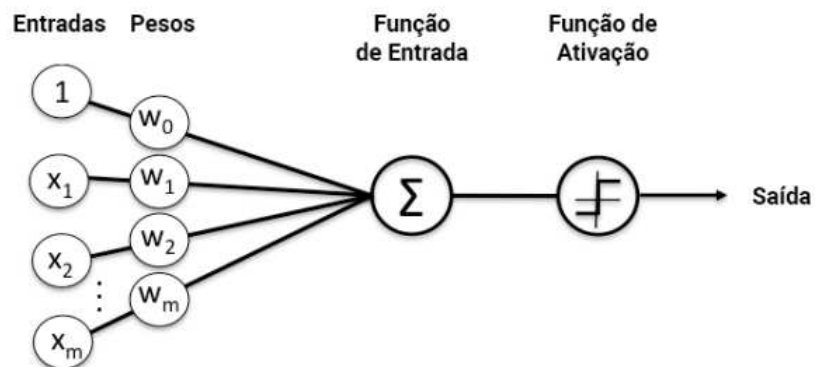 Entradas Pesos
Função de Entrada
Função de Ativação
1
w0
x1
w1
x2
w2
⋮
wm
xm
Σ
Saída